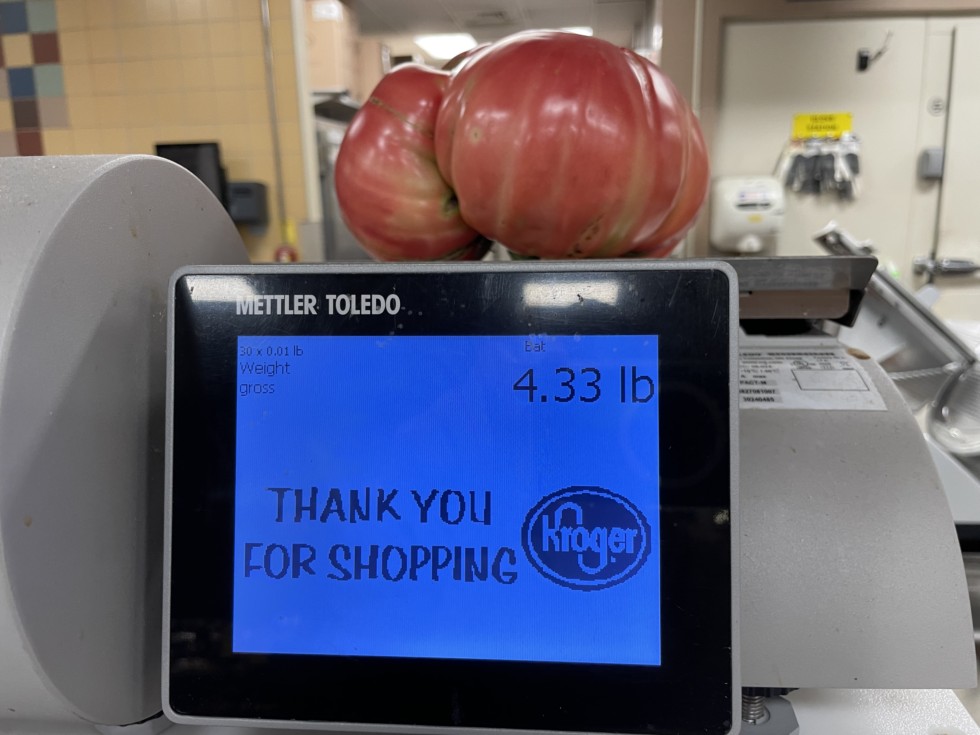 METTLER TOLEDO
30 x 0.01 lb
Bat
Weight
gross
4.33 lb
THANK YOU
FOR SHOPPING
Kroger